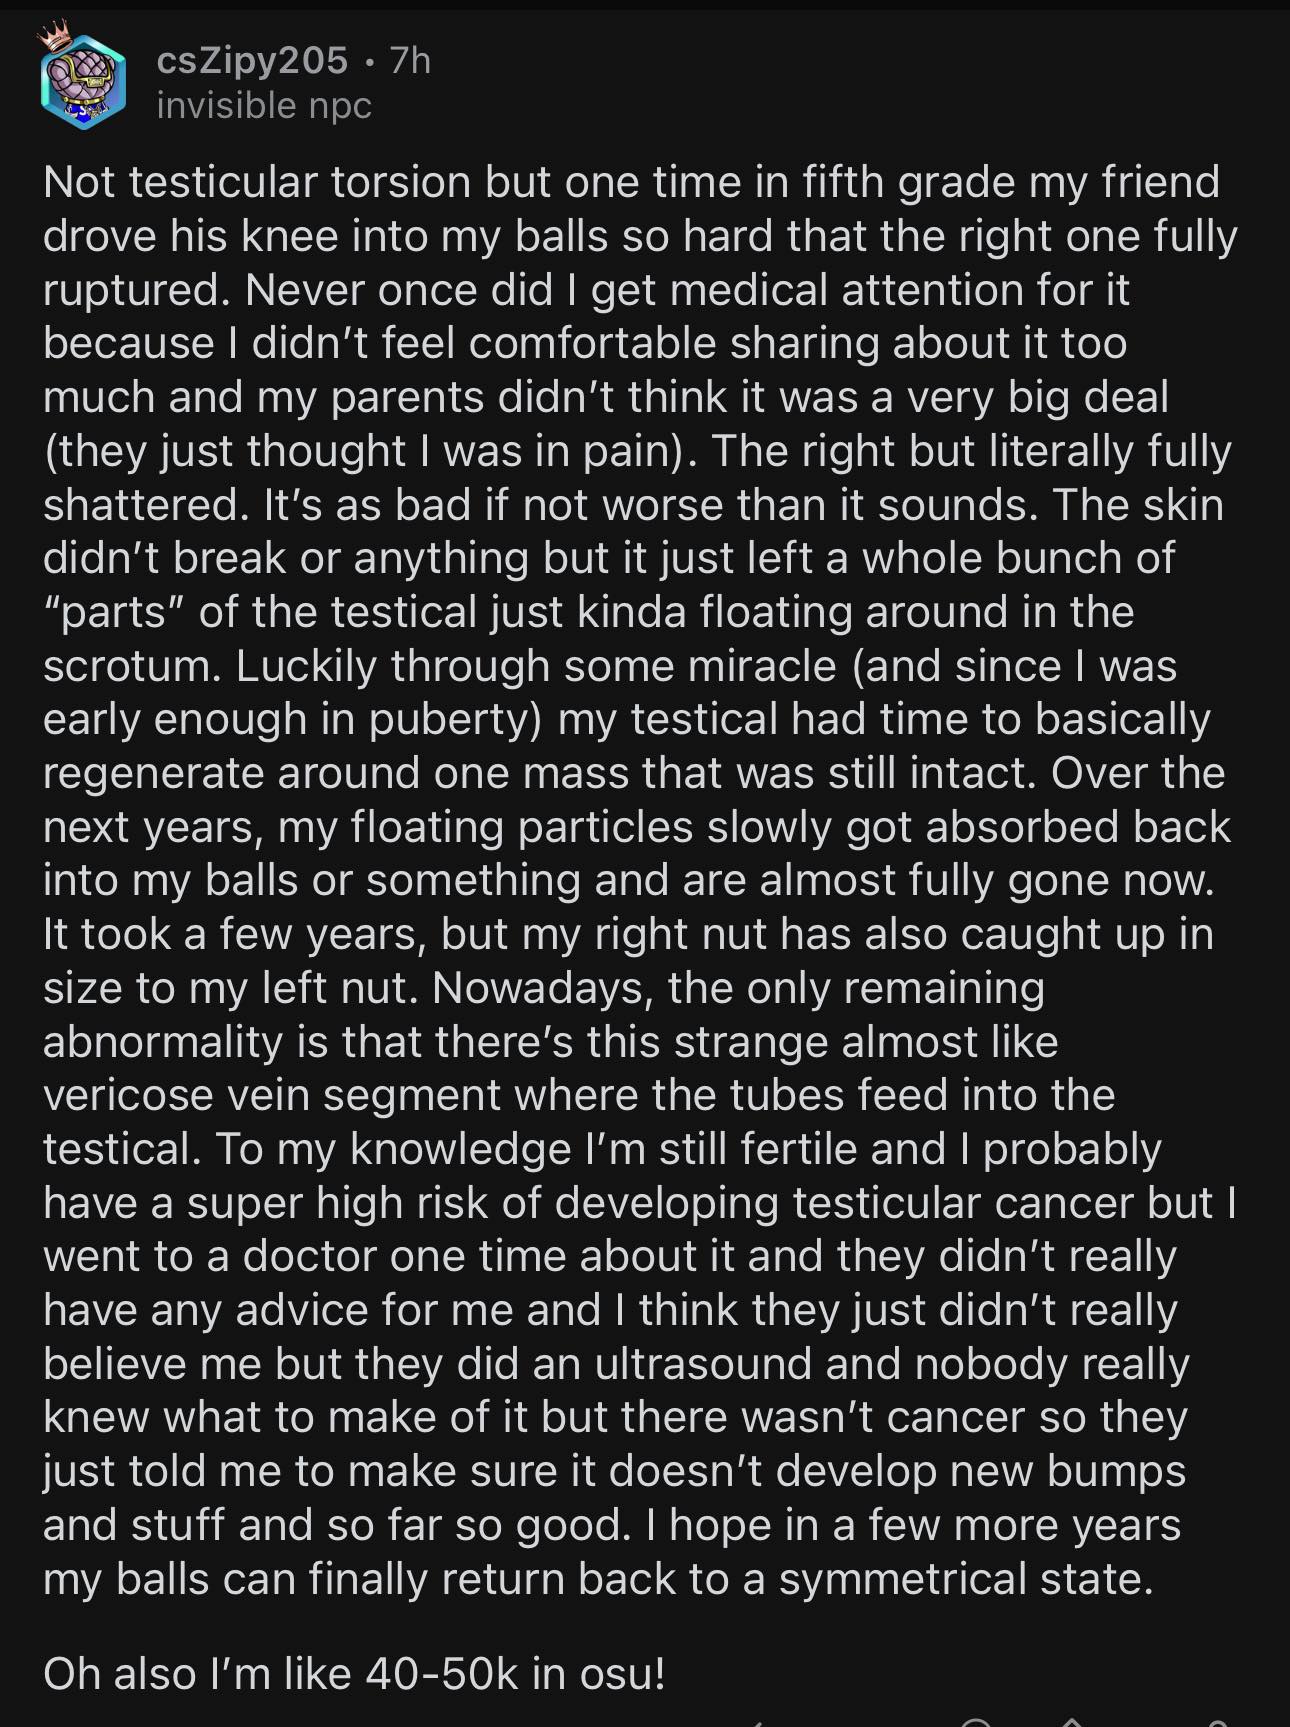 csZipy205 • 7h
invisible npc
Not testicular torsion but one time in fifth grade my friend
drove his knee into my balls so hard that the right one fully
ruptured. Never once did I get medical attention for it
because I didn’t feel comfortable sharing about it too
much and my parents didn’t think it was a very big deal
(they just thought I was in pain). The right but literally fully
shattered. It’s as bad if not worse than it sounds. The skin
didn’t break or anything but it just left a whole bunch of
“parts” of the testical just kinda floating around in the
scrotum. Luckily through some miracle (and since I was
early enough in puberty) my testical had time to basically
regenerate around one mass that was still intact. Over the
next years, my floating particles slowly got absorbed back
into my balls or something and are almost fully gone now.
It took a few years, but my right nut has also caught up in
size to my left nut. Nowadays, the only remaining
abnormality is that there’s this strange almost like
vericose vein segment where the tubes feed into the
testical. To my knowledge I’m still fertile and I probably
have a super high risk of developing testicular cancer but I
went to a doctor one time about it and they didn’t really
have any advice for me and I think they just didn’t really
believe me but they did an ultrasound and nobody really
knew what to make of it but there wasn’t cancer so they
just told me to make sure it doesn’t develop new bumps
and stuff and so far so good. I hope in a few more years
my balls can finally return back to a symmetrical state.
Oh also I’m like 40-50k in osu!